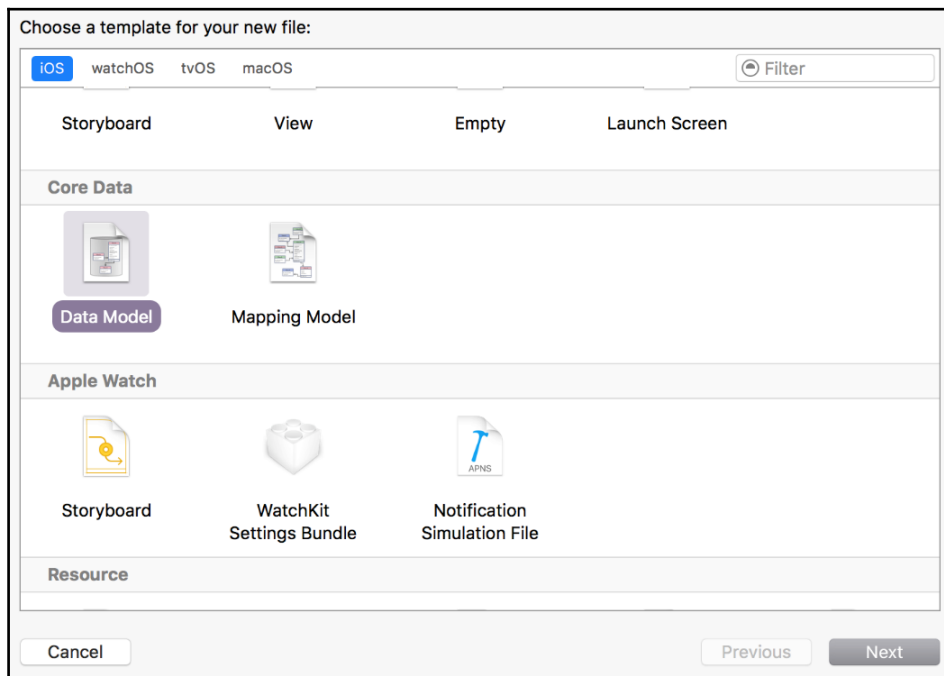 Choose a template for your new file:
iOS watchOS tvOS macOS Filter
Storyboard View Empty Launch Screen
Core Data
Data Model Mapping Model
Apple Watch
APNS
Storyboard WatchKit Notification
Settings Bundle Simulation File
Resource
Cancel Previous Next